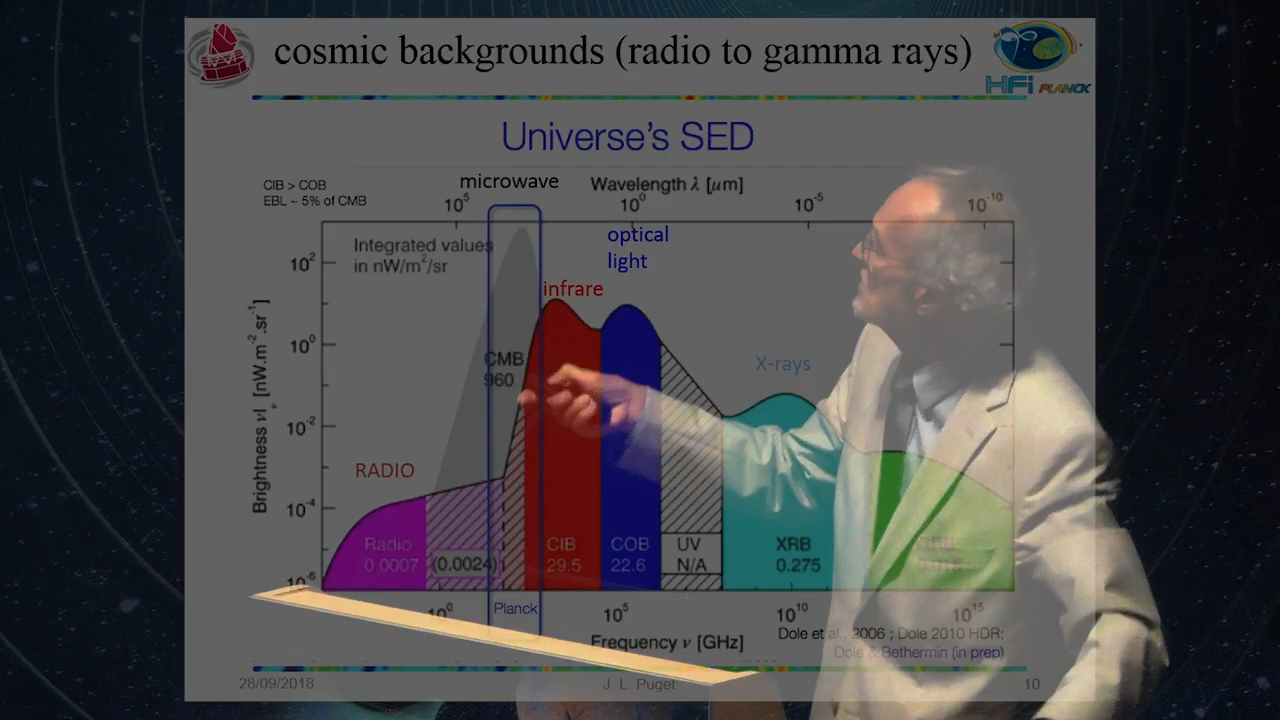 cosmic backgrounds (radio to gamma rays)
HFi PLANCK
Universe's SED
CIB > COB
EBL ~ 5% of CMB
microwave
Wavelength λ [μm]
10^5 10^0 10^-5 10^-10
Integrated values
in nW/m^2/sr
optical
light
infrare
10^2
10^0
10^-2
10^-4
10^-6
Brightness νI_ν [nW.m^-2.sr^-1]
CMB
960
X-rays
RADIO
Radio
0.0007
(0.0024)
CIB
29.5
COB
22.6
UV
N/A
XRB
0.275
Planck
10^0 10^5 10^10 10^15
Frequency ν [GHz]
Dole et al., 2006 ; Dole 2010 HDR;
Dole & Bethermin (in prep)
28/09/2018
J. L. Puget
10